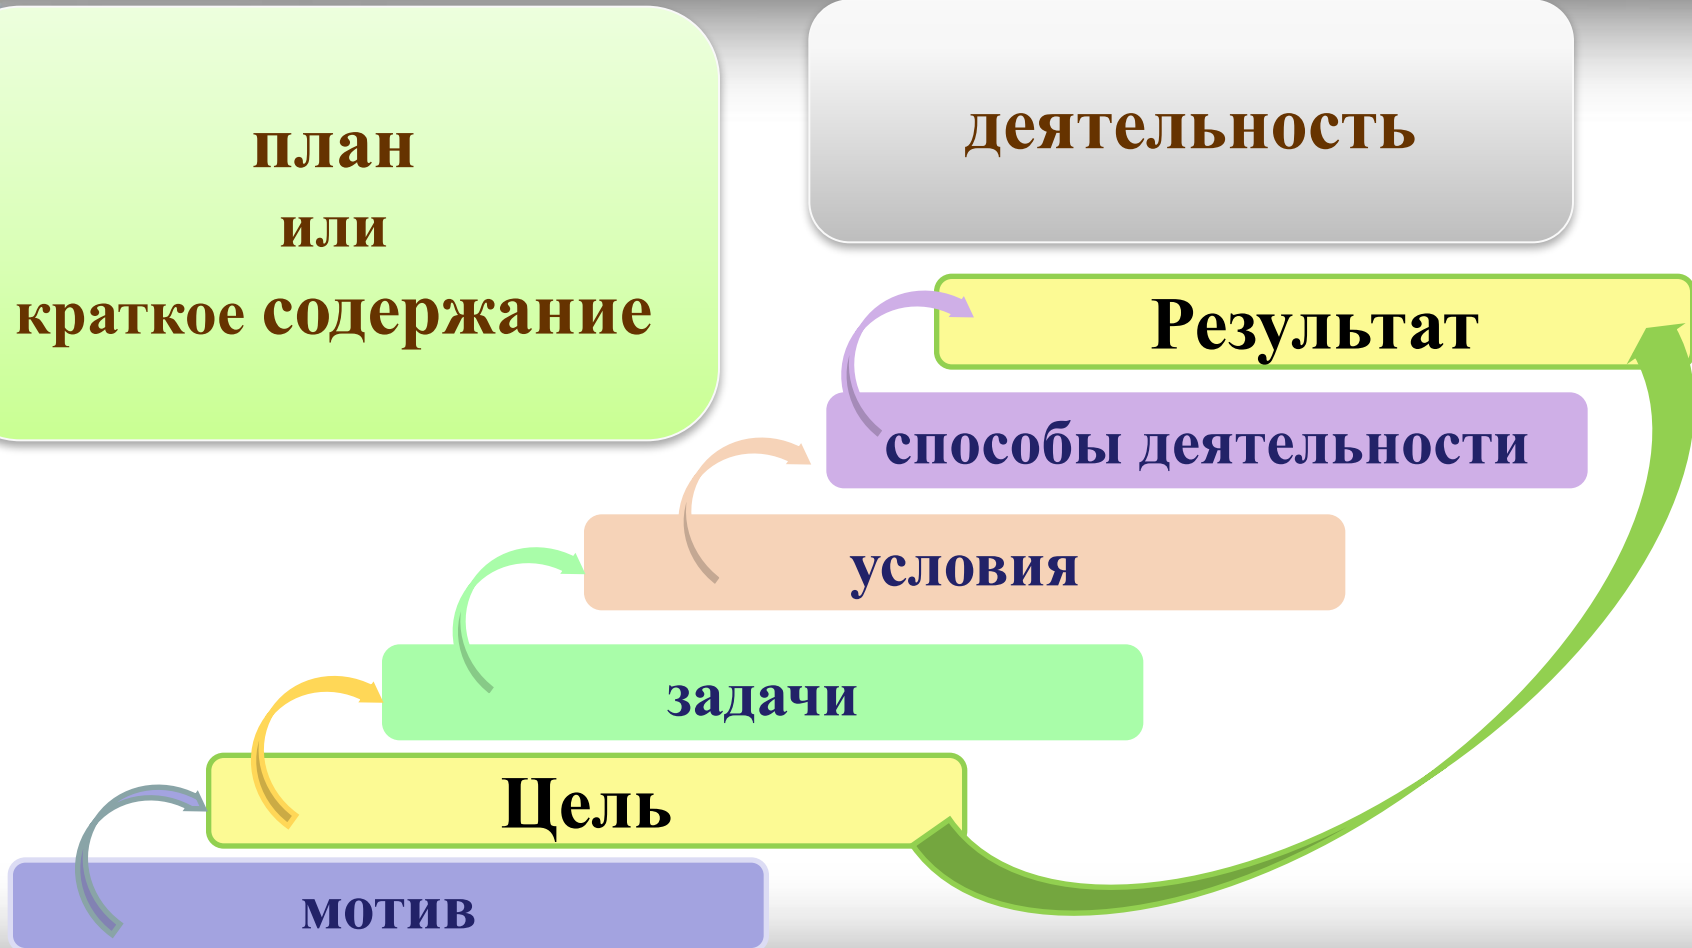 план
или
краткое содержание
деятельность
Результат
способы деятельности
условия
задачи
Цель
мотив